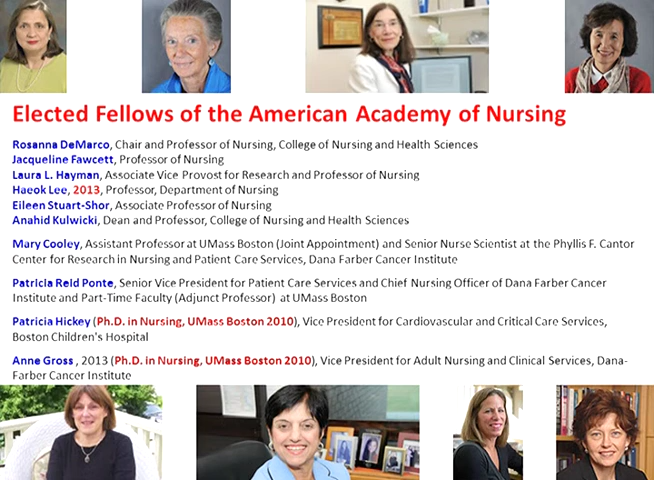 Elected Fellows of the American Academy of Nursing
Rosanna DeMarco, Chair and Professor of Nursing, College of Nursing and Health Sciences
Jacqueline Fawcett, Professor of Nursing
Laura L. Hayman, Associate Vice Provost for Research and Professor of Nursing
Haeok Lee, 2013, Professor, Department of Nursing
Eileen Stuart-Shor, Associate Professor of Nursing
Anahid Kulwicki, Dean and Professor, College of Nursing and Health Sciences
Mary Cooley, Assistant Professor at UMass Boston (Joint Appointment) and Senior Nurse Scientist at the Phyllis F. Cantor
Center for Research in Nursing and Patient Care Services, Dana Farber Cancer Institute
Patricia Reid Ponte, Senior Vice President for Patient Care Services and Chief Nursing Officer of Dana Farber Cancer
Institute and Part-Time Faculty (Adjunct Professor) at UMass Boston
Patricia Hickey (Ph.D. in Nursing, UMass Boston 2010), Vice President for Cardiovascular and Critical Care Services,
Boston Children's Hospital
Anne Gross , 2013 (Ph.D. in Nursing, UMass Boston 2010), Vice President for Adult Nursing and Clinical Services, Dana-
Farber Cancer Institute